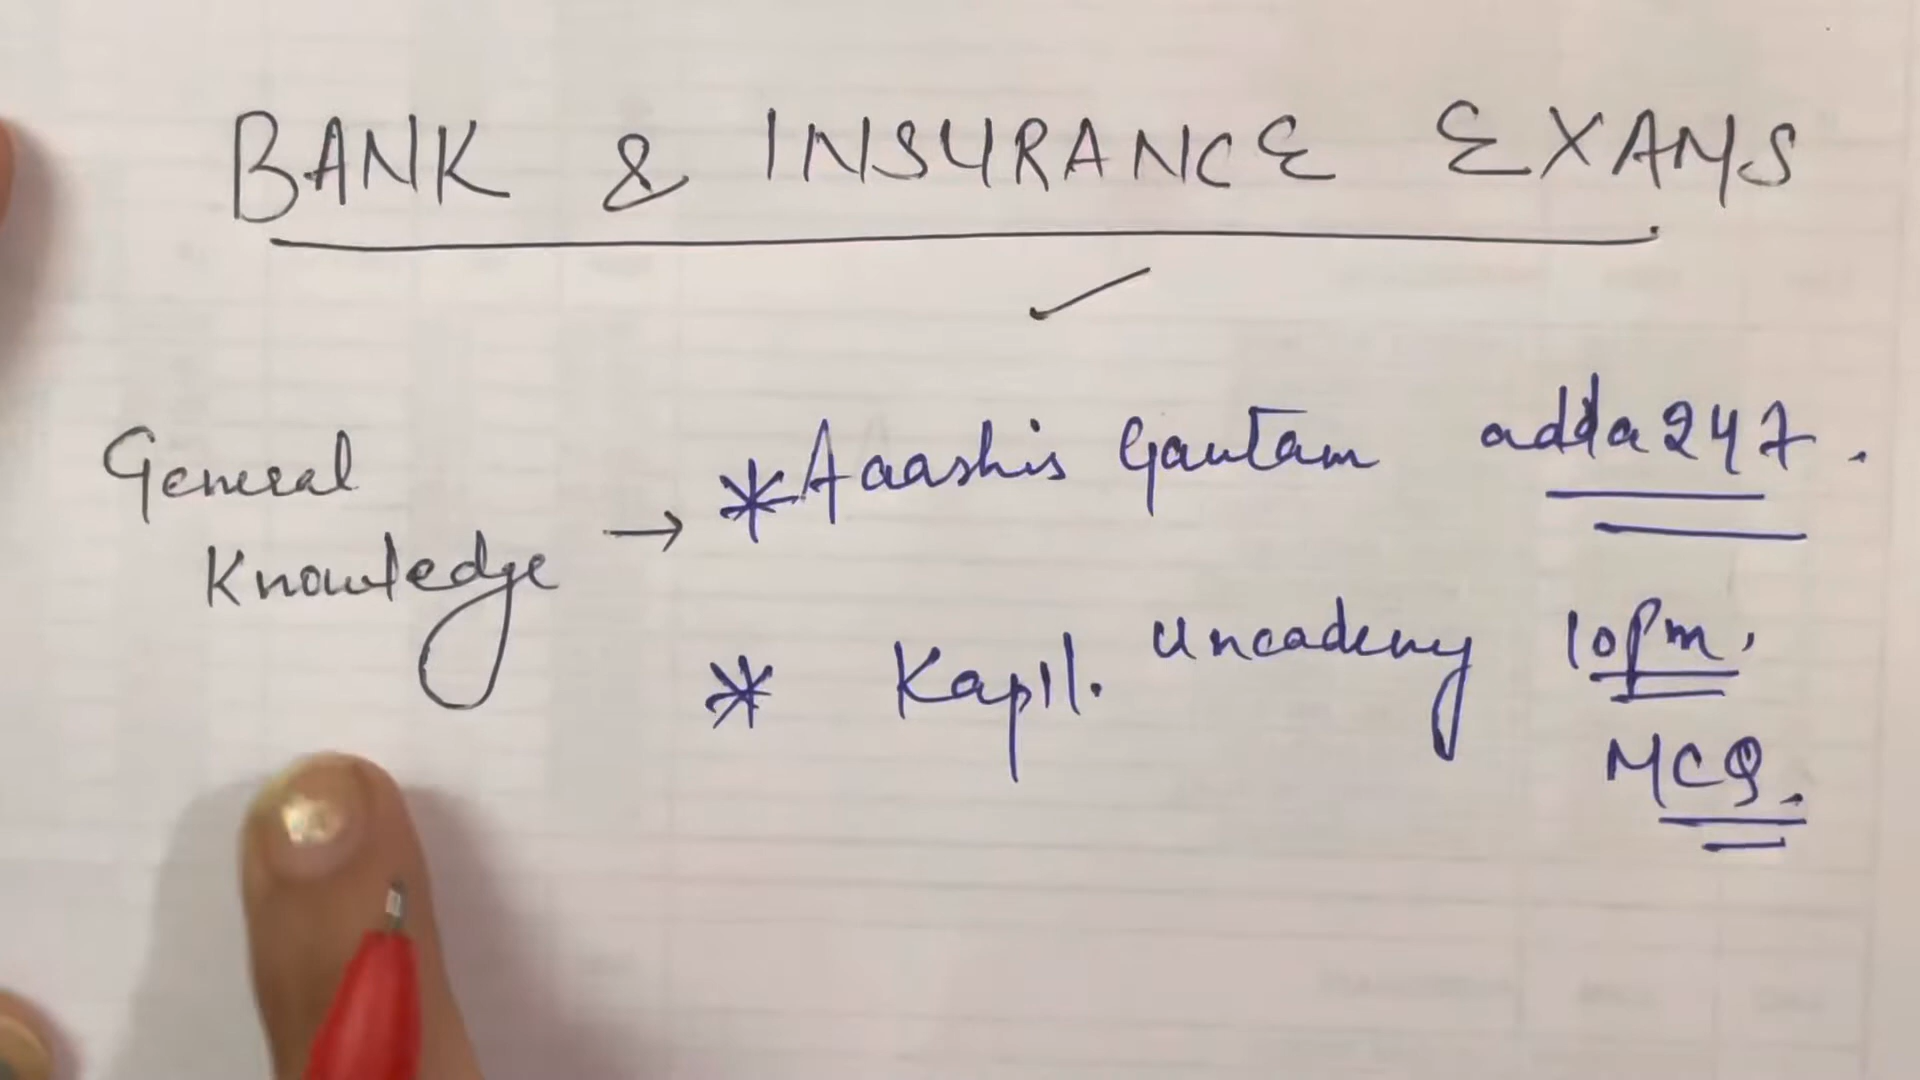 BANK & INSURANCE EXAMS
General Knowledge → * Aaashis Gautam adda247.
* Kapil. Uncademy 10pm,
MCQ.